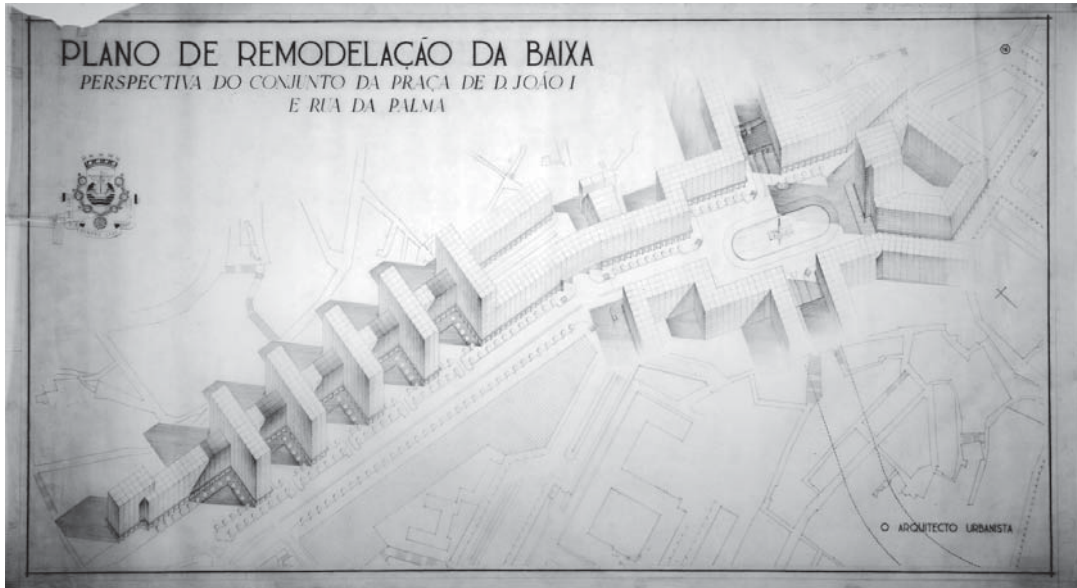 PLANO DE REMODELAÇÃO DA BAIXA
PERSPECTIVA DO CONJUNTO DA PRAÇA DE D. JOÃO I
E RUA DA PALMA
O ARQUITECTO URBANISTA